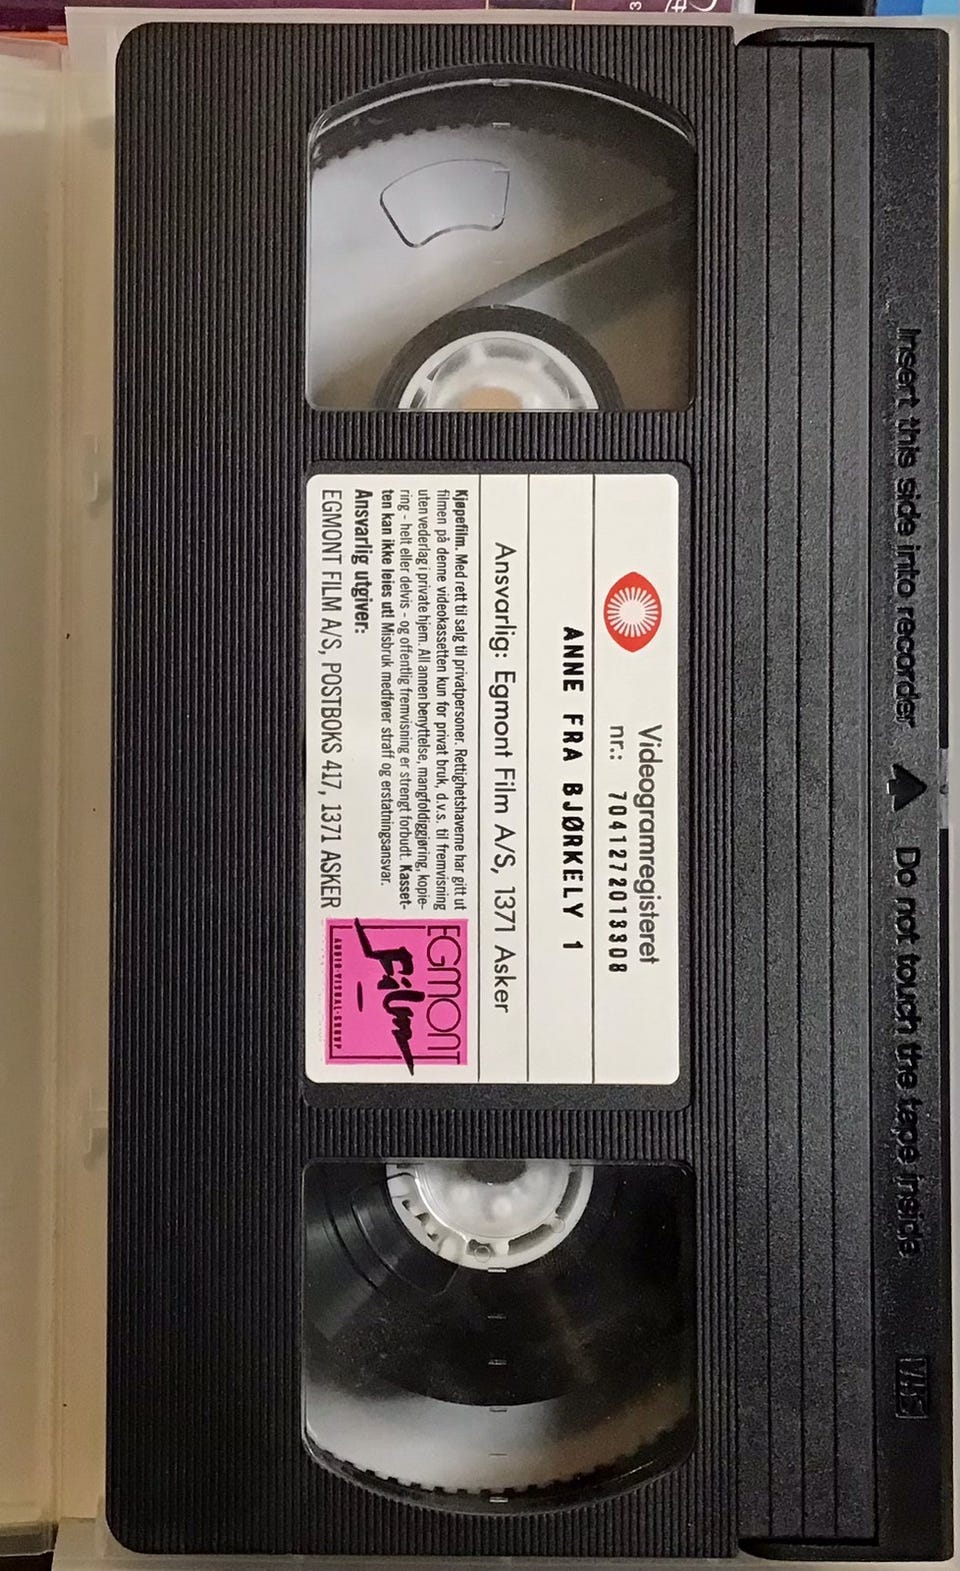 Insert this side into recorder ▲ Do not touch the tape inside
VHS
Videogramregisteret
nr.: 7041272013308
ANNE FRA BJØRKELY 1
Ansvarlig: Egmont Film A/S, 1371 Asker
Kjøpefilm. Med rett til salg til privatpersoner. Rettighetshaverne har gitt ut
filmen på denne videokassetten kun for privat bruk, d.v.s. til fremvisning
uten vederlag i private hjem. All annen benyttelse, mangfoldiggjøring, kopie-
ring - helt eller delvis - og offentlig fremvisning er strengt forbudt. Kasset-
ten kan ikke leies ut! Misbruk medfører straff og erstatningsansvar.
Ansvarlig utgiver:
EGMONT FILM A/S, POSTBOKS 417, 1371 ASKER
EGMONT
Film
AUDIO·VISUAL·GROUP